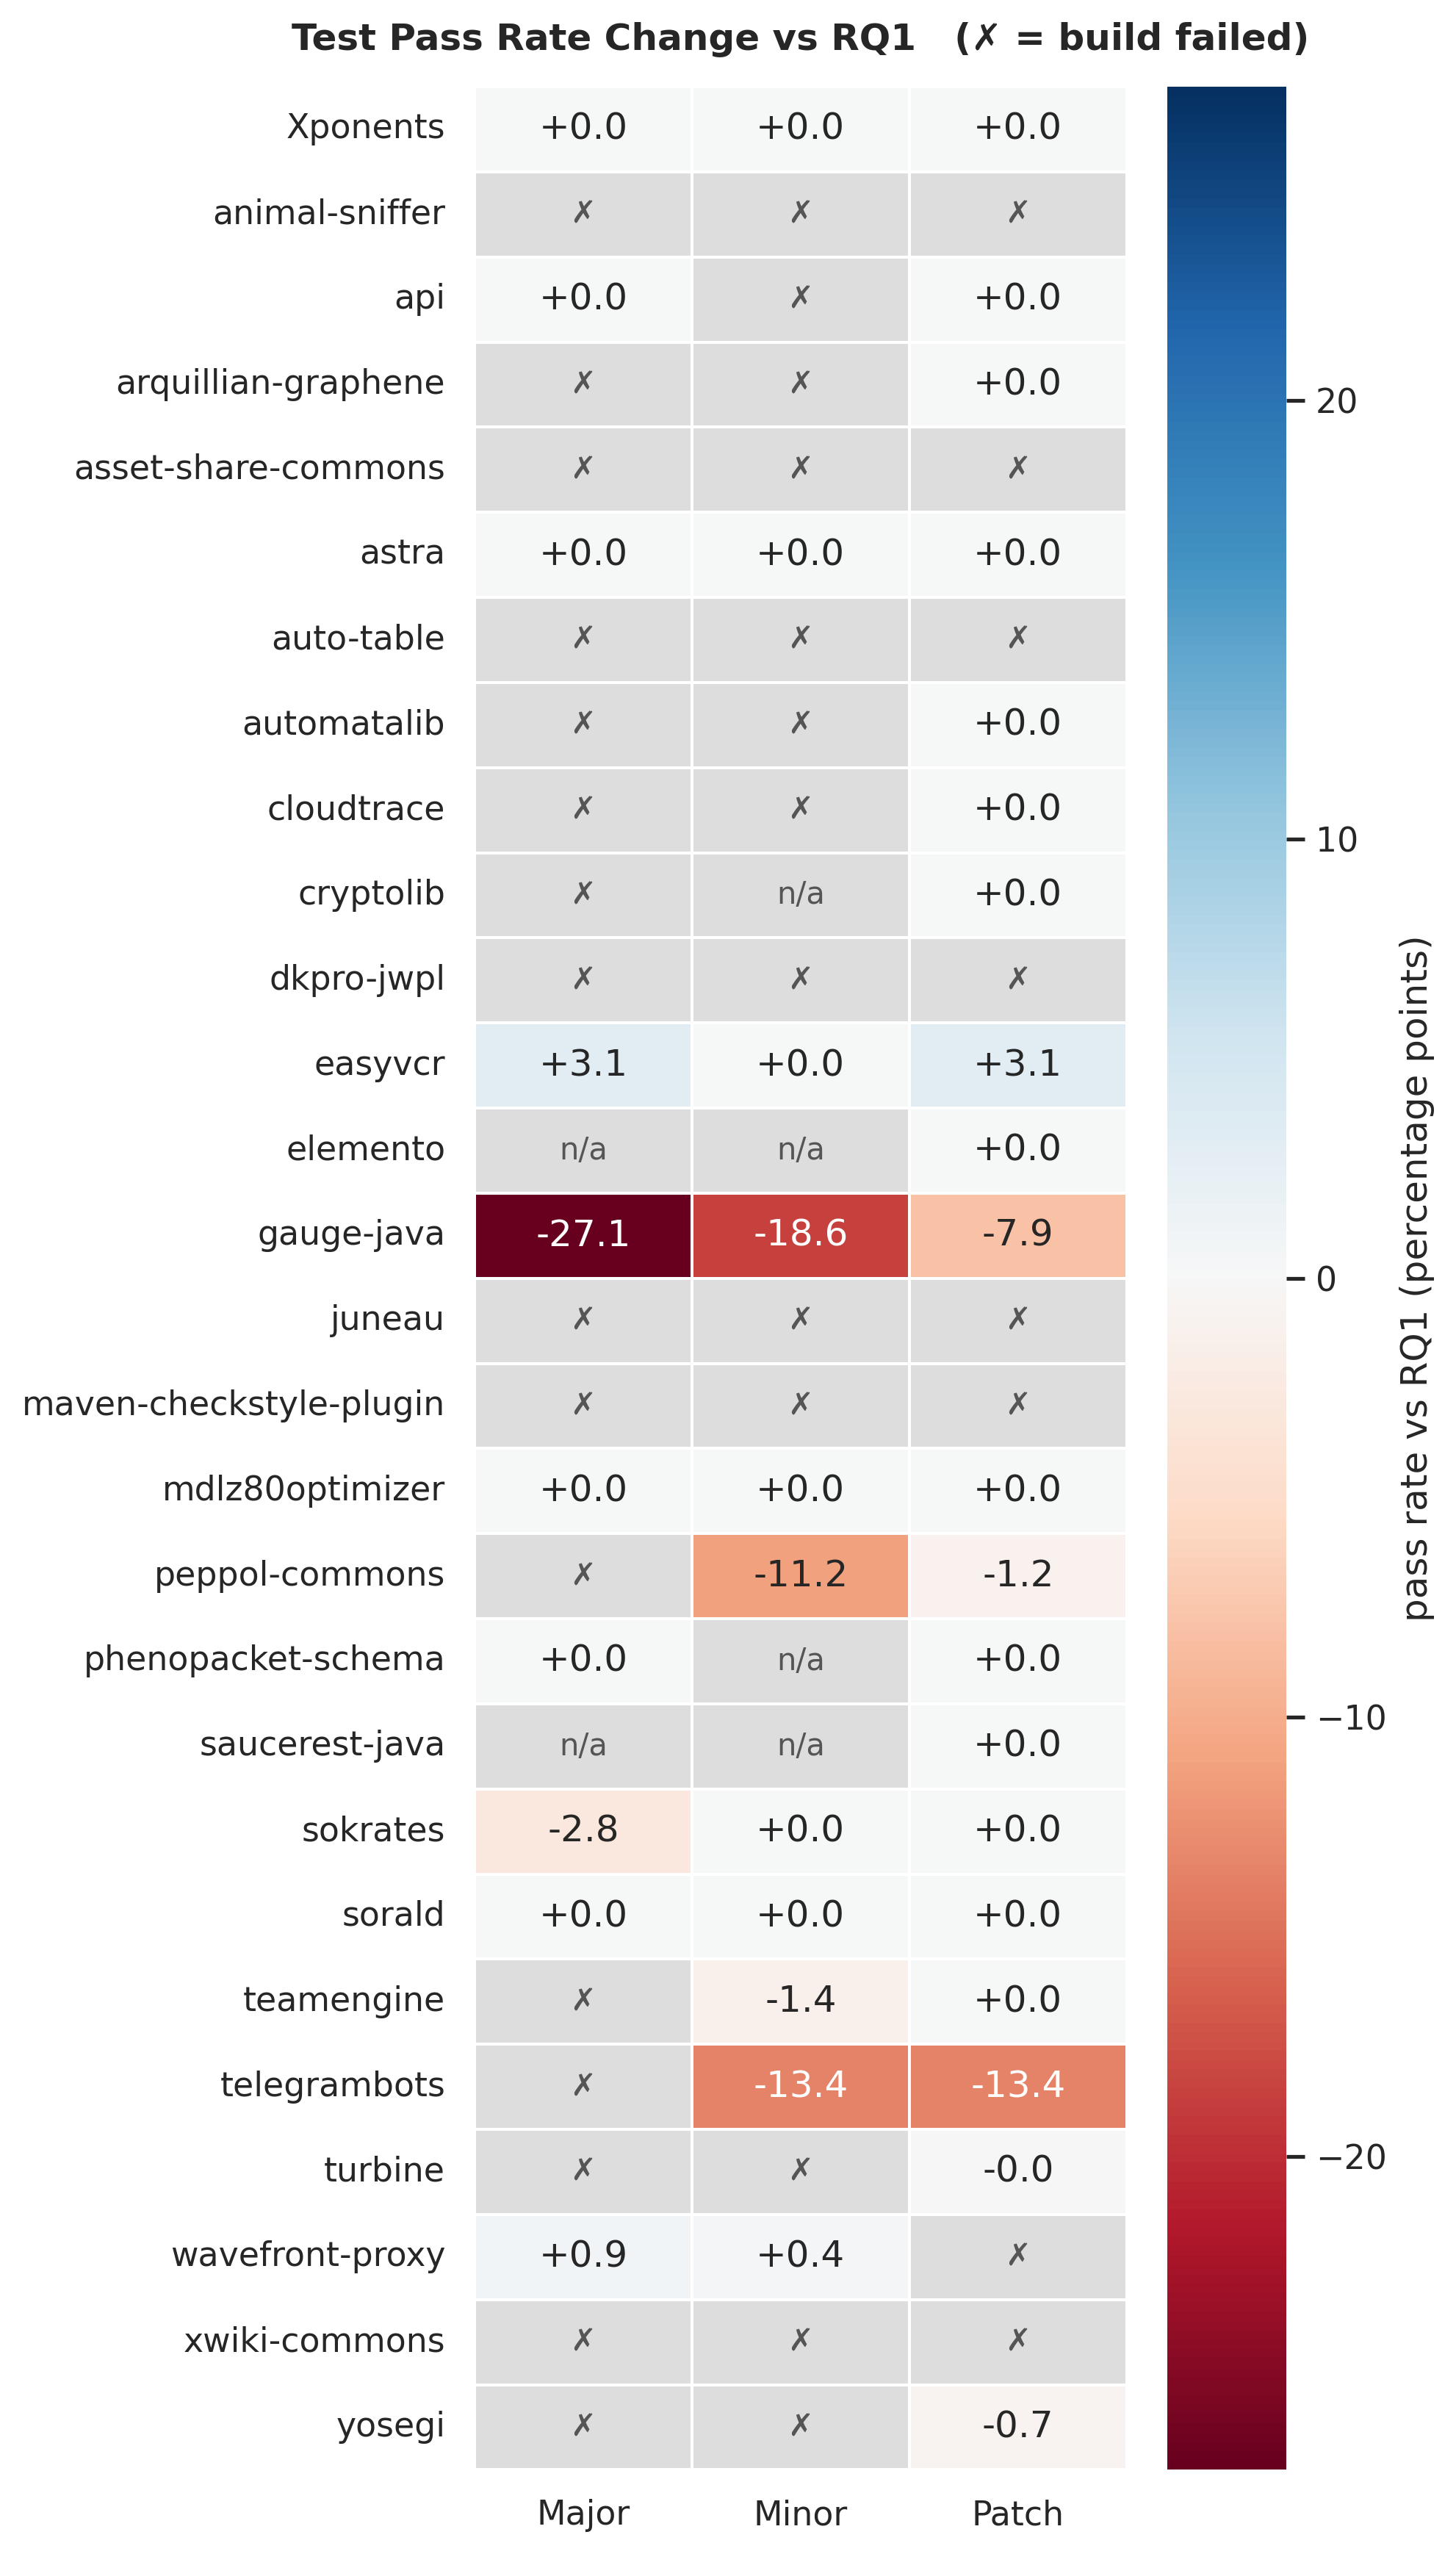 Test Pass Rate Change vs RQ1 (✗ = build failed)
Xponents +0.0 +0.0 +0.0
animal-sniffer ✗ ✗ ✗
api +0.0 ✗ +0.0
arquillian-graphene ✗ ✗ +0.0
asset-share-commons ✗ ✗ ✗
astra +0.0 +0.0 +0.0
auto-table ✗ ✗ ✗
automatalib ✗ ✗ +0.0
cloudtrace ✗ ✗ +0.0
cryptolib ✗ n/a +0.0
dkpro-jwpl ✗ ✗ ✗
easyvcr +3.1 +0.0 +3.1
elemento n/a n/a +0.0
gauge-java -27.1 -18.6 -7.9
juneau ✗ ✗ ✗
maven-checkstyle-plugin ✗ ✗ ✗
mdlz80optimizer +0.0 +0.0 +0.0
peppol-commons ✗ -11.2 -1.2
phenopacket-schema +0.0 n/a +0.0
saucerest-java n/a n/a +0.0
sokrates -2.8 +0.0 +0.0
sorald +0.0 +0.0 +0.0
teamengine ✗ -1.4 +0.0
telegrambots ✗ -13.4 -13.4
turbine ✗ ✗ -0.0
wavefront-proxy +0.9 +0.4 ✗
xwiki-commons ✗ ✗ ✗
yosegi ✗ ✗ -0.7
Major Minor Patch
20
10
0
−10
−20
pass rate vs RQ1 (percentage points)